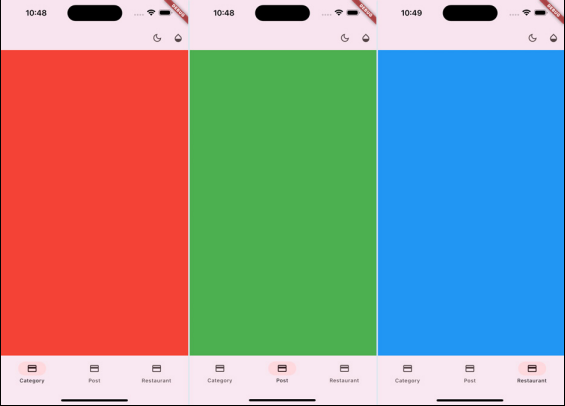 10:48
DEBUG
10:48
DEBUG
10:49
DEBUG
Category
Post
Restaurant
Category
Post
Restaurant
Category
Post
Restaurant